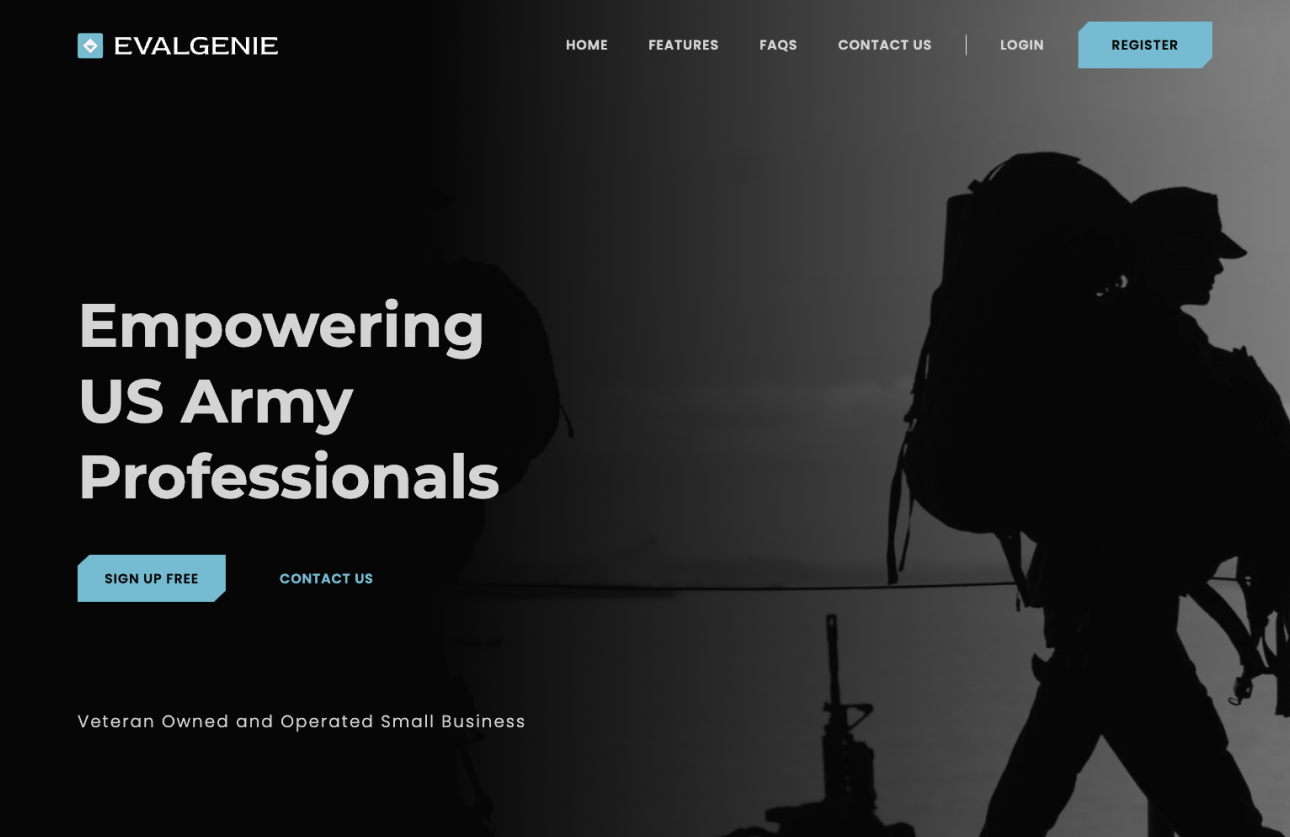 EVALGENIE
HOME FEATURES FAQS CONTACT US LOGIN REGISTER
Empowering
US Army
Professionals
SIGN UP FREE CONTACT US
Veteran Owned and Operated Small Business